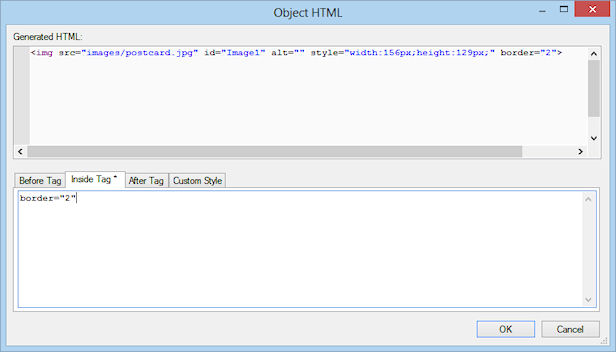 Object HTML
Generated HTML:
<img src="images/postcard.jpg" id="Image1" alt="" style="width:156px;height:129px;" border="2">
Before Tag Inside Tag * After Tag Custom Style
border="2"
OK Cancel